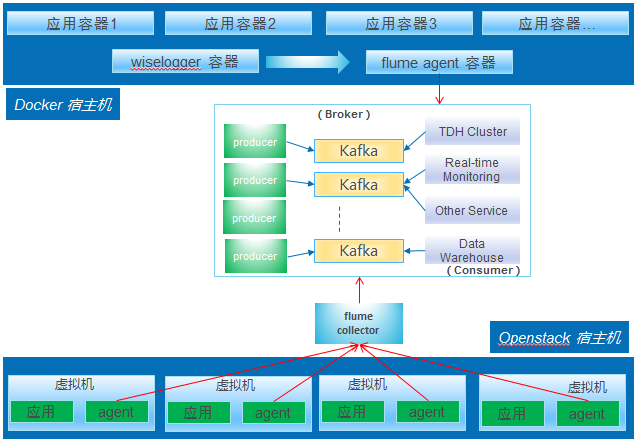 应用容器1
应用容器2
应用容器3
应用容器...
wiselogger 容器
flume agent 容器
Docker 宿主机
( Broker )
producer
Kafka
TDH Cluster
producer
Kafka
Real-time
Monitoring
producer
Other Service
producer
Kafka
Data
Warehouse
( Consumer )
flume
collector
Openstack 宿主机
虚拟机
应用
agent
虚拟机
应用
agent
虚拟机
应用
agent
虚拟机
应用
agent